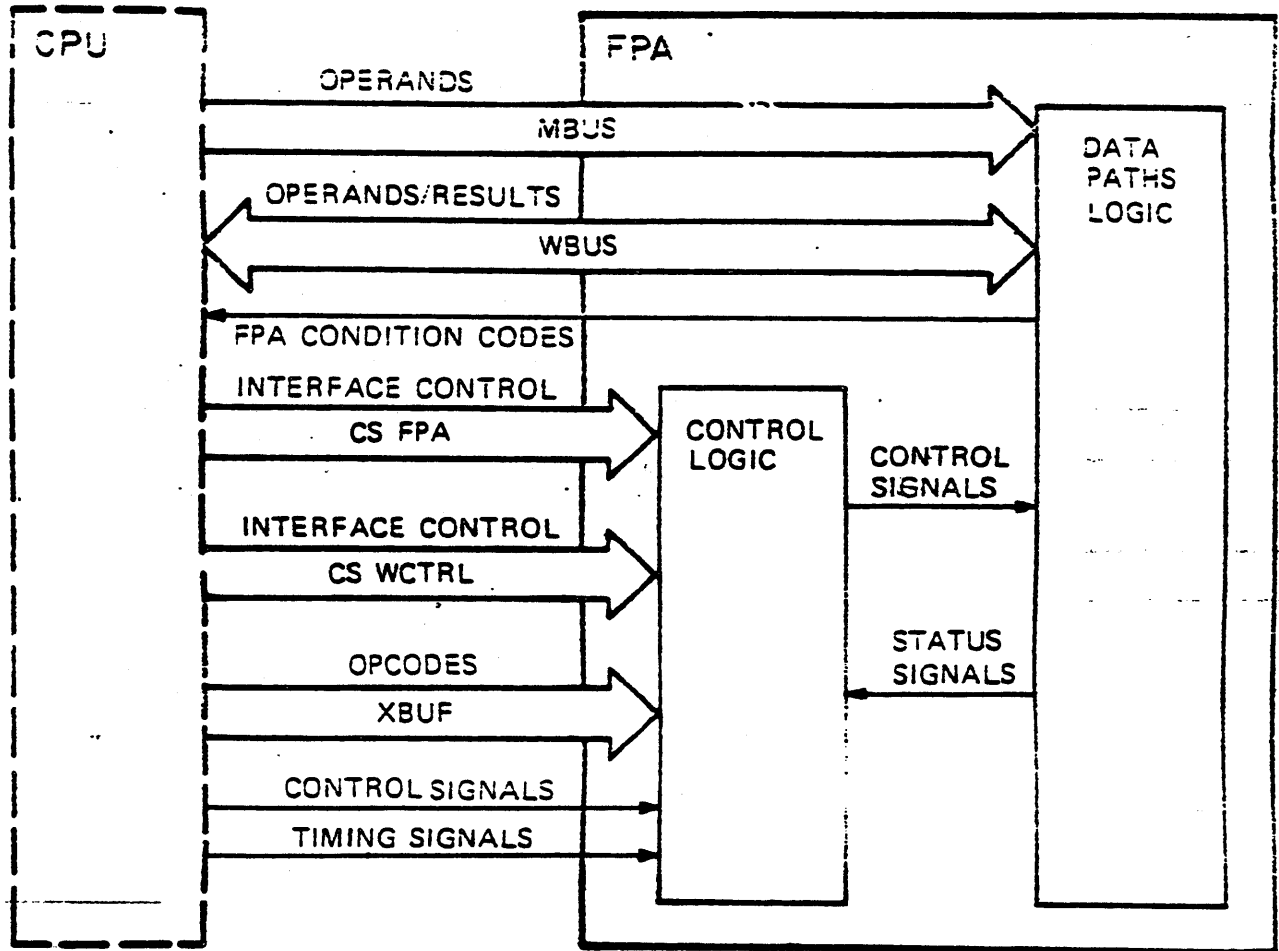 CPU
FPA
OPERANDS
MBUS
DATA
PATHS
LOGIC
OPERANDS/RESULTS
WBUS
FPA CONDITION CODES
INTERFACE CONTROL
CS FPA
CONTROL
LOGIC
CONTROL
SIGNALS
INTERFACE CONTROL
CS WCTRL
STATUS
SIGNALS
OPCODES
XBUF
CONTROL SIGNALS
TIMING SIGNALS